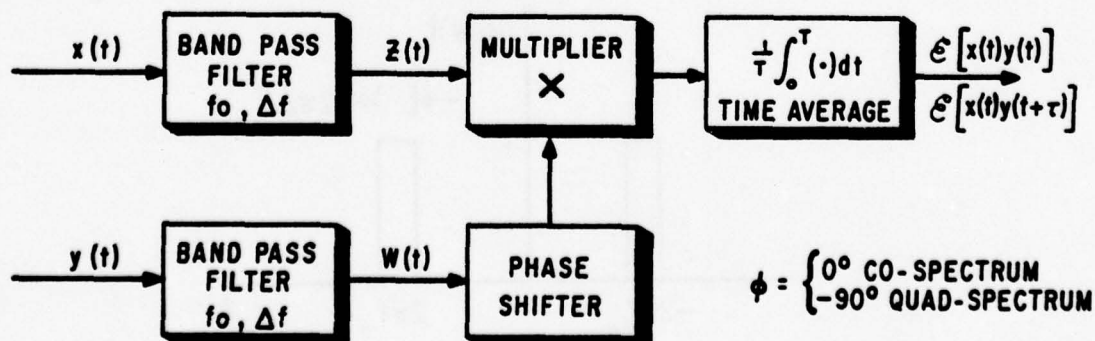 x(t)
BAND PASS
FILTER
fo, Δf
Z(t)
MULTIPLIER
×
1/T ∫₀ᵀ (·)dt
TIME AVERAGE
ℰ[x(t)y(t)]
ℰ[x(t)y(t+τ)]
y(t)
BAND PASS
FILTER
fo, Δf
W(t)
PHASE
SHIFTER
ϕ = { 0° CO-SPECTRUM
-90° QUAD-SPECTRUM